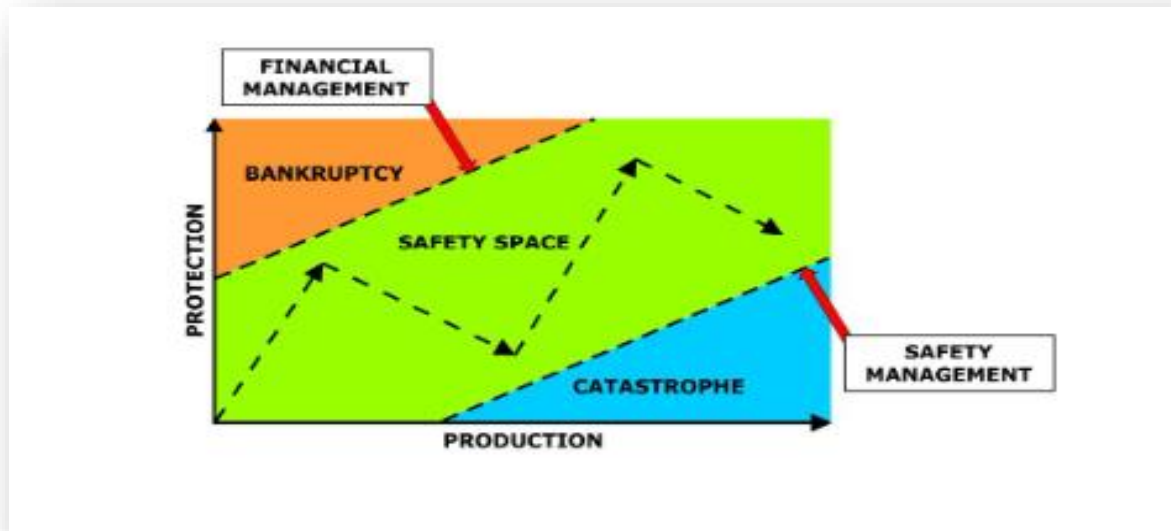 FINANCIAL
MANAGEMENT
BANKRUPTCY
PROTECTION
SAFETY SPACE
SAFETY
MANAGEMENT
CATASTROPHE
PRODUCTION